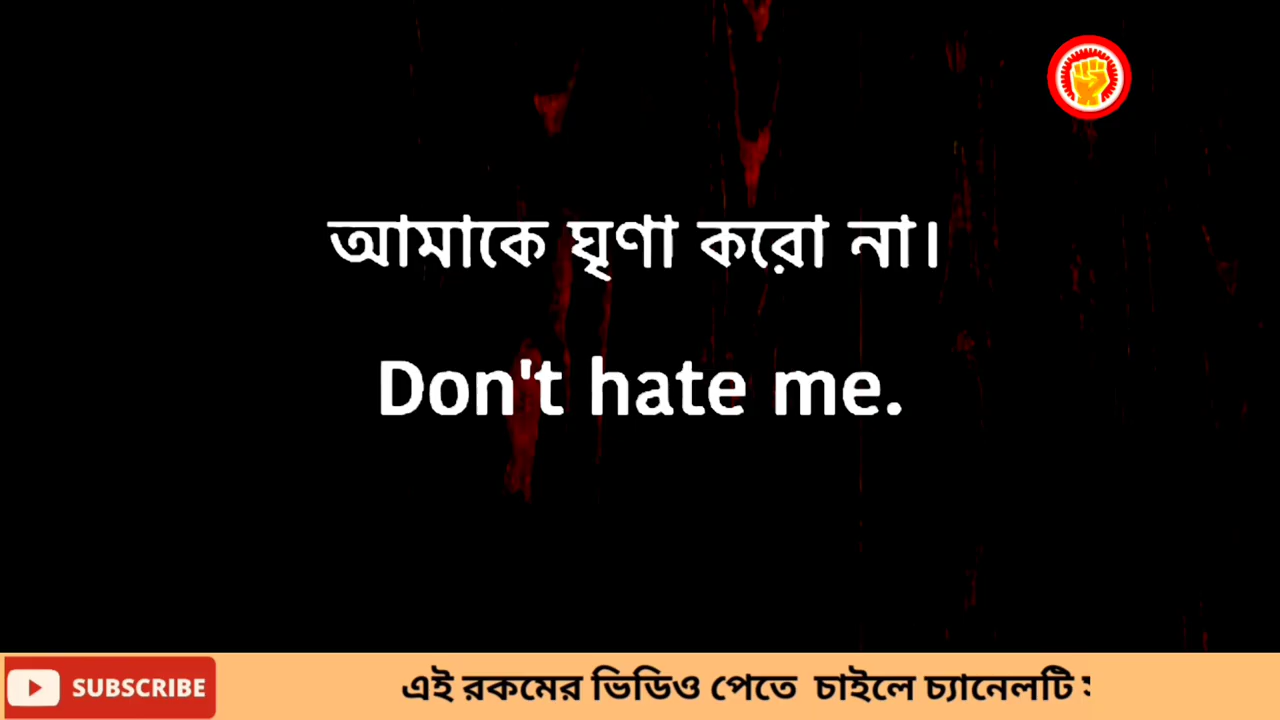 আমাকে ঘৃণা করো না।
Don't hate me.
SUBSCRIBE
এই রকমের ভিডিও পেতে চাইলে চ্যানেলটি